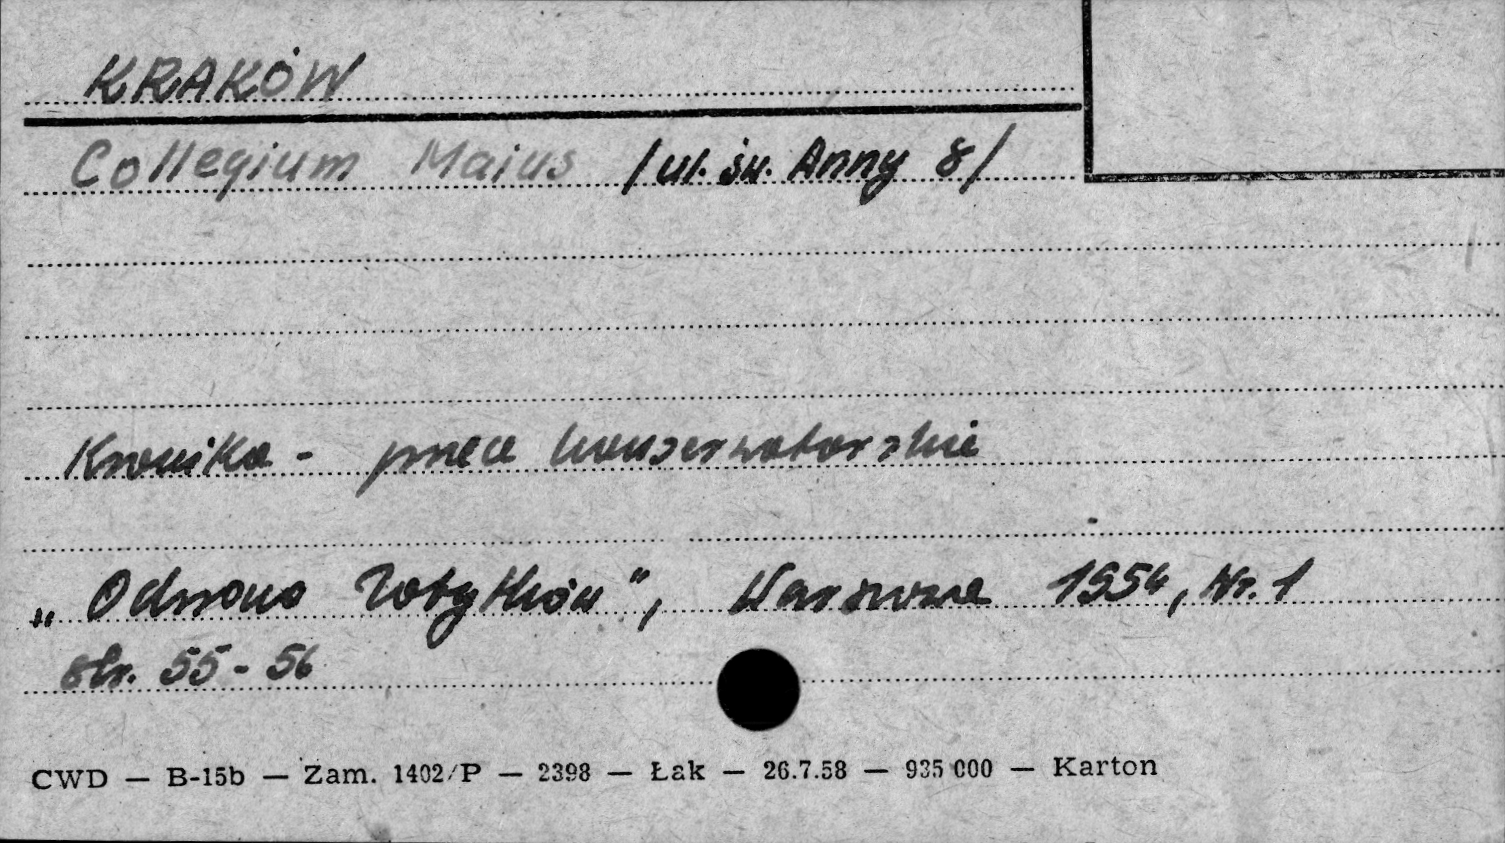 KRAKÓW
Collegium Maius /ul. św. Anny 8/
Kronika - prace konserwatorskie
„Ochrona Zabytków", Warszawa 1954, Nr. 1
str. 55-56
CWD — B-15b — Zam. 1402/P — 2398 — Łak — 26.7.58 — 935 000 — Karton